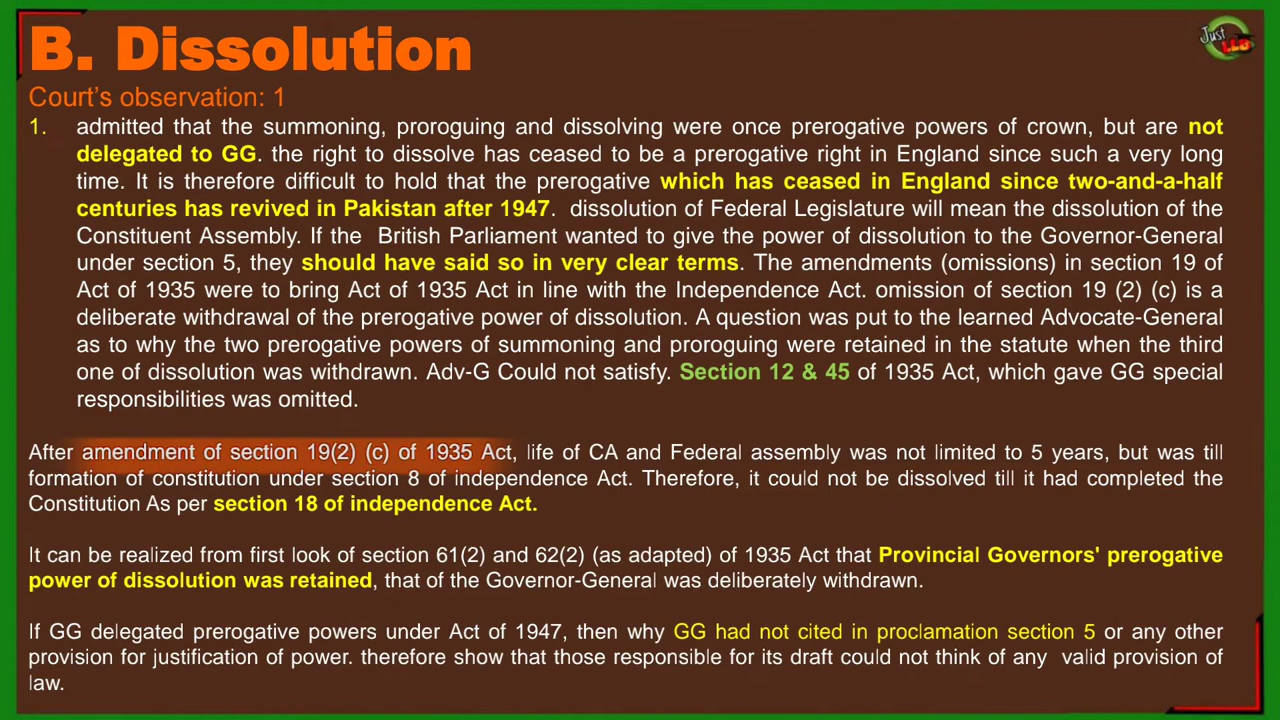 B. Dissolution
Just
LLB
Court's observation: 1
1. admitted that the summoning, proroguing and dissolving were once prerogative powers of crown, but are not
delegated to GG. the right to dissolve has ceased to be a prerogative right in England since such a very long
time. It is therefore difficult to hold that the prerogative which has ceased in England since two-and-a-half
centuries has revived in Pakistan after 1947. dissolution of Federal Legislature will mean the dissolution of the
Constituent Assembly. If the British Parliament wanted to give the power of dissolution to the Governor-General
under section 5, they should have said so in very clear terms. The amendments (omissions) in section 19 of
Act of 1935 were to bring Act of 1935 Act in line with the Independence Act. omission of section 19 (2) (c) is a
deliberate withdrawal of the prerogative power of dissolution. A question was put to the learned Advocate-General
as to why the two prerogative powers of summoning and proroguing were retained in the statute when the third
one of dissolution was withdrawn. Adv-G Could not satisfy. Section 12 & 45 of 1935 Act, which gave GG special
responsibilities was omitted.
After amendment of section 19(2) (c) of 1935 Act, life of CA and Federal assembly was not limited to 5 years, but was till
formation of constitution under section 8 of independence Act. Therefore, it could not be dissolved till it had completed the
Constitution As per section 18 of independence Act.
It can be realized from first look of section 61(2) and 62(2) (as adapted) of 1935 Act that Provincial Governors' prerogative
power of dissolution was retained, that of the Governor-General was deliberately withdrawn.
If GG delegated prerogative powers under Act of 1947, then why GG had not cited in proclamation section 5 or any other
provision for justification of power. therefore show that those responsible for its draft could not think of any valid provision of
law.